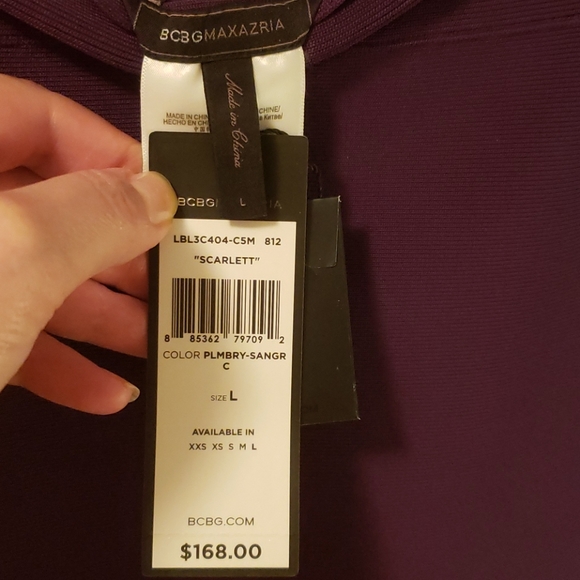 BCBGMAXAZRIA
Made in China
MADE IN CHINA
HECHO EN
L
BCBG
LBL3C404-C5M 812
"SCARLETT"
8 85362 79709 2
COLOR PLMBRY-SANGR
C
SIZE L
AVAILABLE IN
XXS XS S M L
BCBG.COM
$168.00